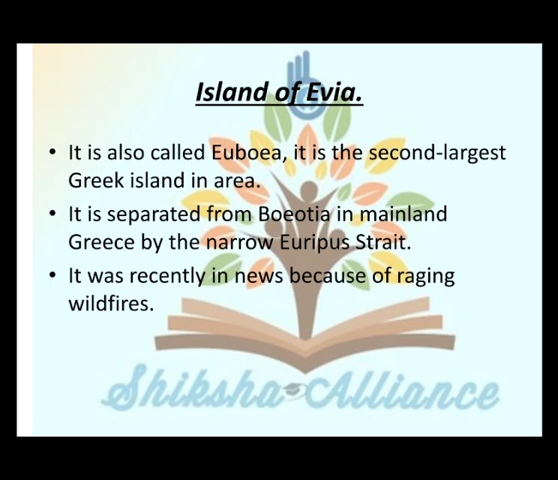 Island of Evia.
• It is also called Euboea, it is the second-largest
Greek island in area.
• It is separated from Boeotia in mainland
Greece by the narrow Euripus Strait.
• It was recently in news because of raging
wildfires.
Shiksha Alliance